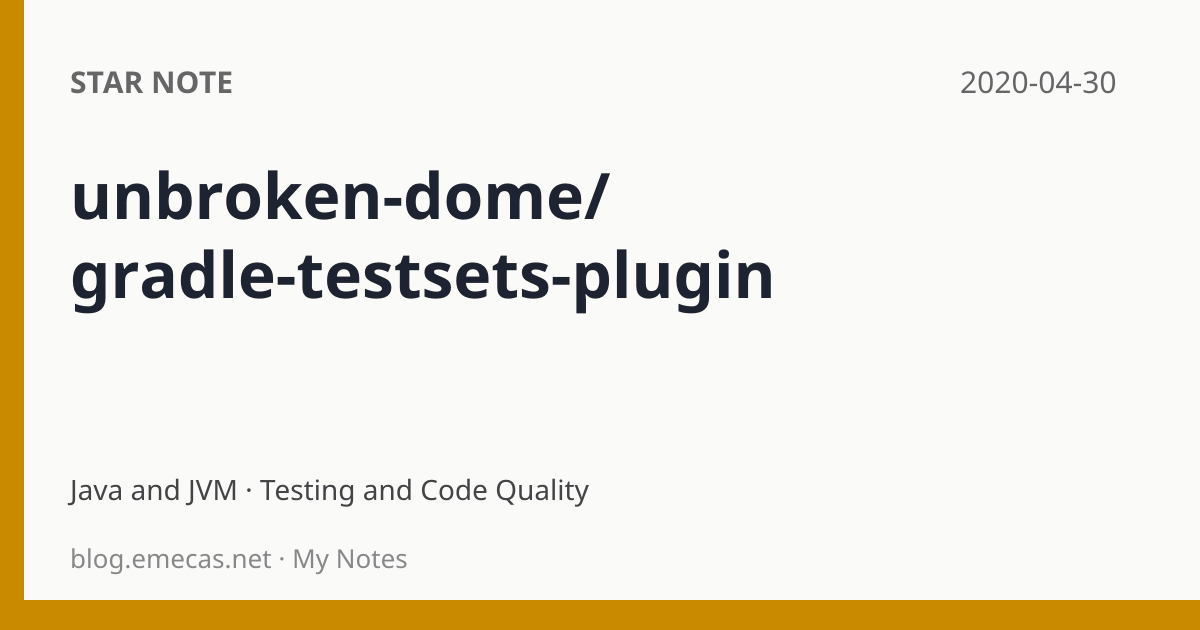 STAR NOTE
2020-04-30
unbroken-dome/
gradle-testsets-plugin
Java and JVM · Testing and Code Quality
blog.emecas.net · My Notes